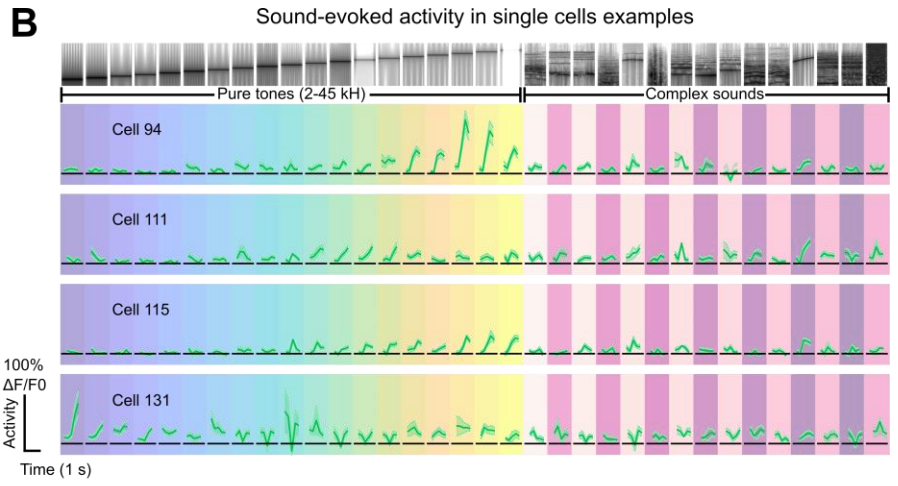 B
Sound-evoked activity in single cells examples
Pure tones (2-45 kH)
Complex sounds
Cell 94
Cell 111
Cell 115
Cell 131
100%
ΔF/F0
Activity
Time (1 s)